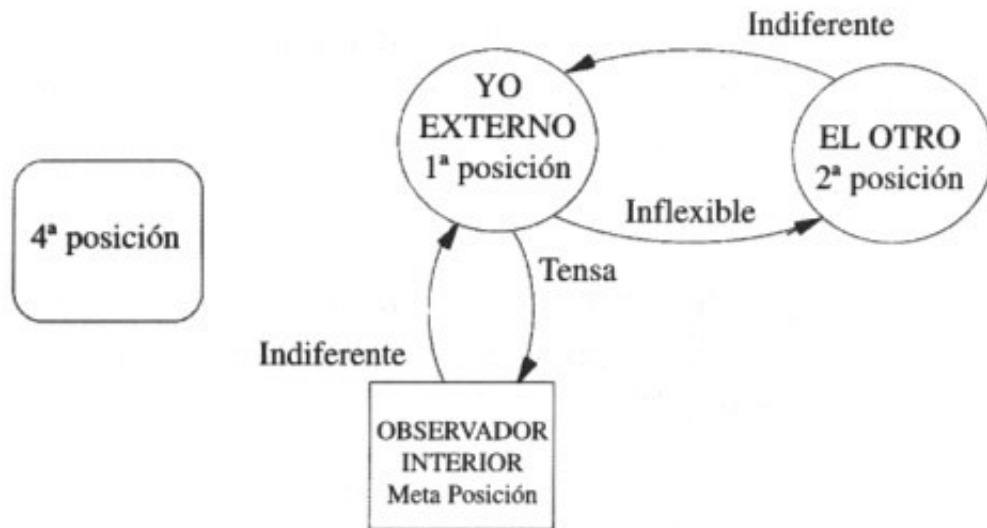 Indiferente
YO
EXTERNO
1ª posición
EL OTRO
2ª posición
4ª posición
Inflexible
Tensa
Indiferente
OBSERVADOR
INTERIOR
Meta Posición